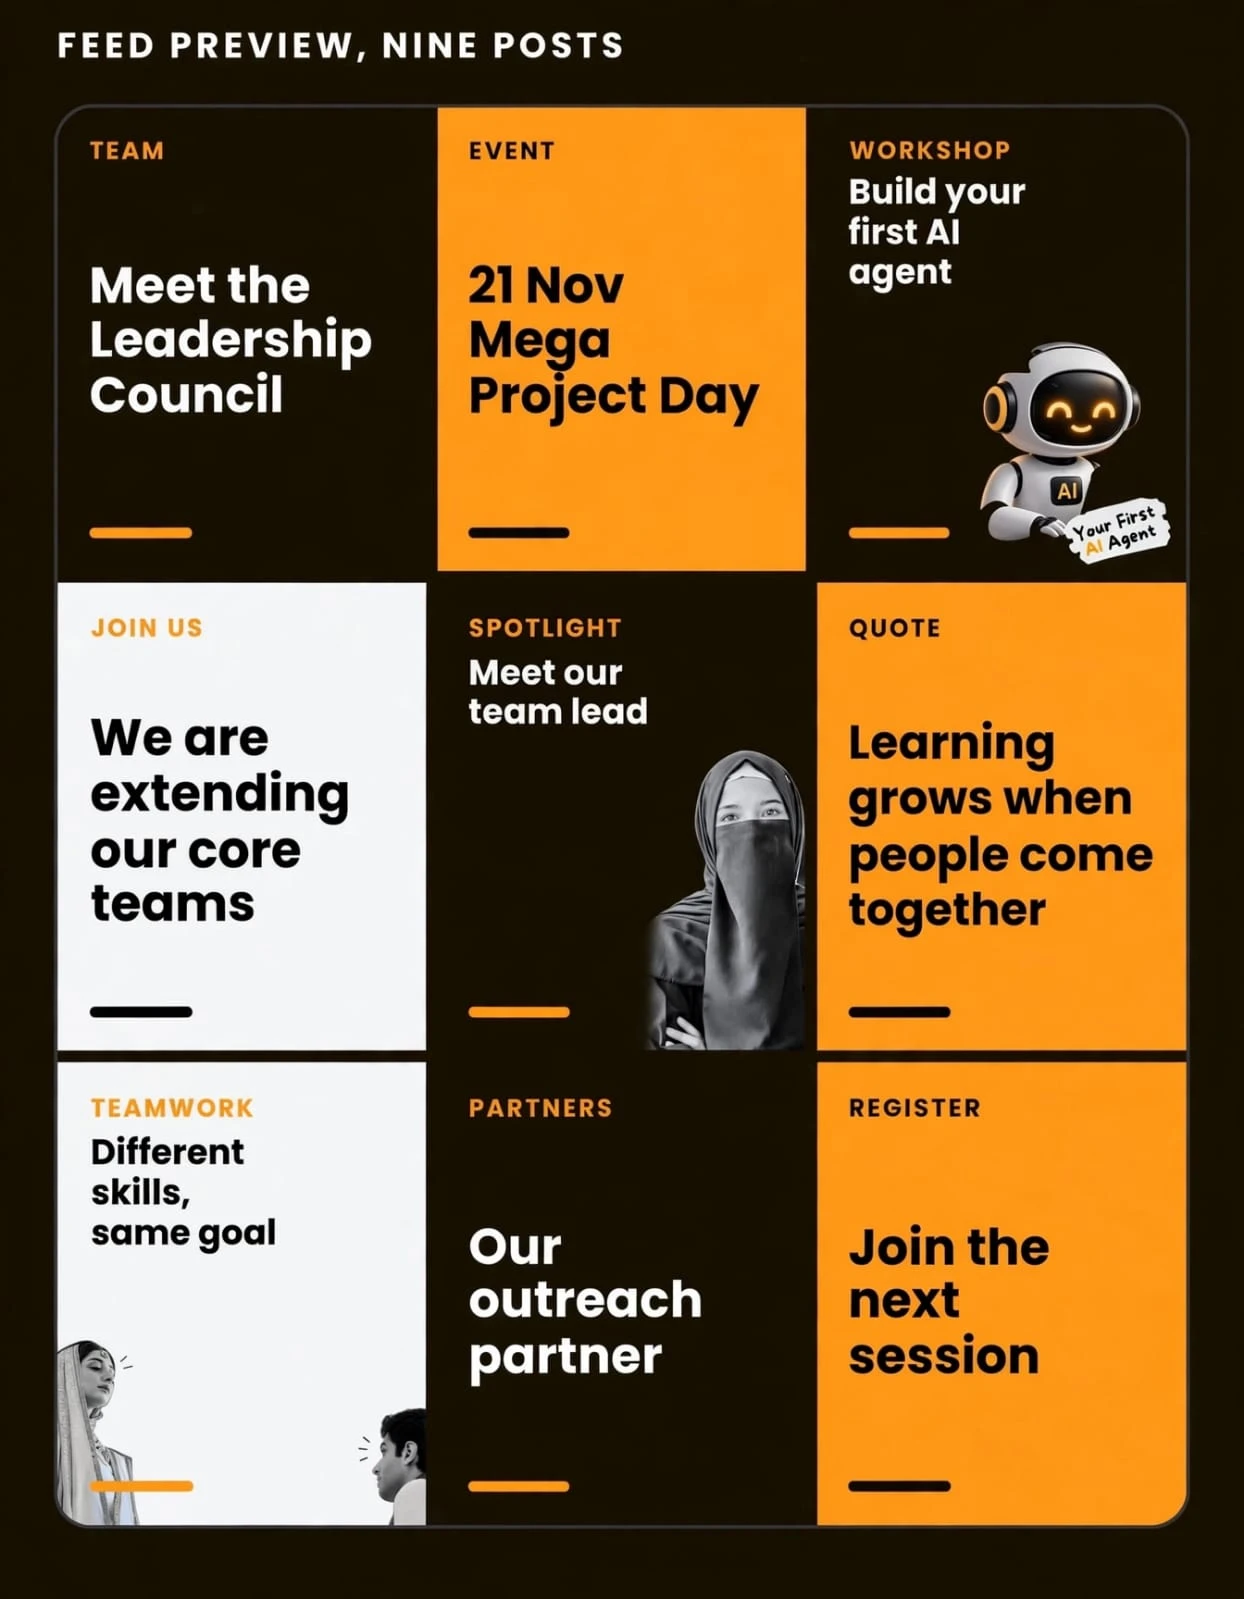 FEED PREVIEW, NINE POSTS
TEAM
Meet the
Leadership
Council
EVENT
21 Nov
Mega
Project Day
WORKSHOP
Build your
first AI
agent
AI
Your First
AI Agent
JOIN US
We are
extending
our core
teams
SPOTLIGHT
Meet our
team lead
QUOTE
Learning
grows when
people come
together
TEAMWORK
Different
skills,
same goal
PARTNERS
Our
outreach
partner
REGISTER
Join the
next
session